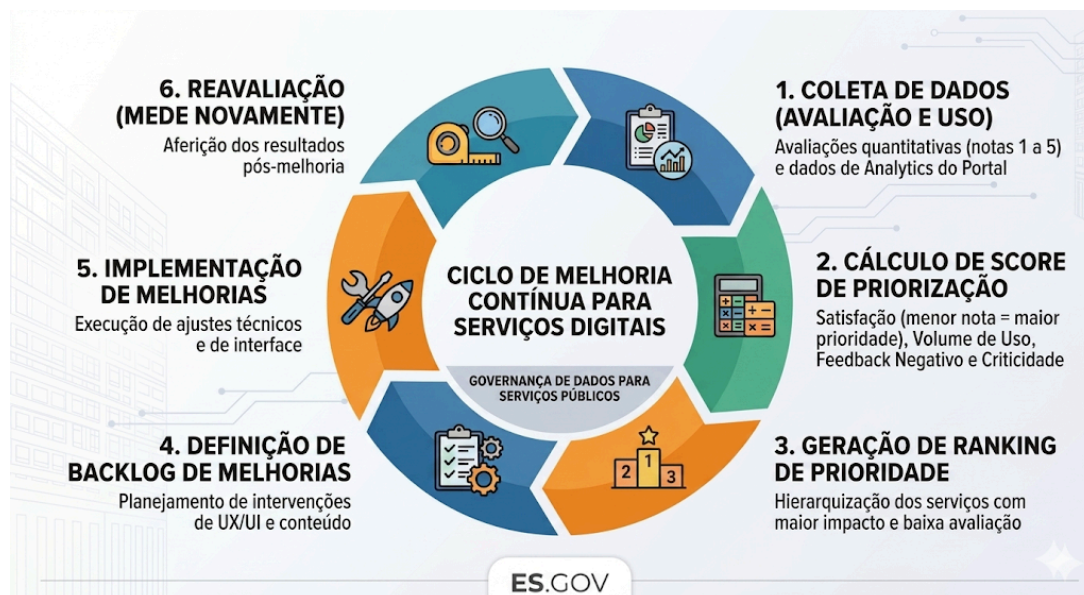 1. COLETA DE DADOS
(AVALIAÇÃO E USO)
Avaliações quantitativas (notas 1 a 5)
e dados de Analytics do Portal
2. CÁLCULO DE SCORE
DE PRIORIZAÇÃO
Satisfação (menor nota = maior
prioridade), Volume de Uso,
Feedback Negativo e Criticidade
3. GERAÇÃO DE RANKING
DE PRIORIDADE
Hierarquização dos serviços com
maior impacto e baixa avaliação
4. DEFINIÇÃO DE
BACKLOG DE MELHORIAS
Planejamento de intervenções
de UX/UI e conteúdo
5. IMPLEMENTAÇÃO
DE MELHORIAS
Execução de ajustes técnicos
e de interface
6. REAVALIAÇÃO
(MEDE NOVAMENTE)
Aferição dos resultados
pós-melhoria
CICLO DE MELHORIA
CONTÍNUA PARA
SERVIÇOS DIGITAIS
GOVERNANÇA DE DADOS PARA
SERVIÇOS PÚBLICOS
2 1 3
ES.GOV